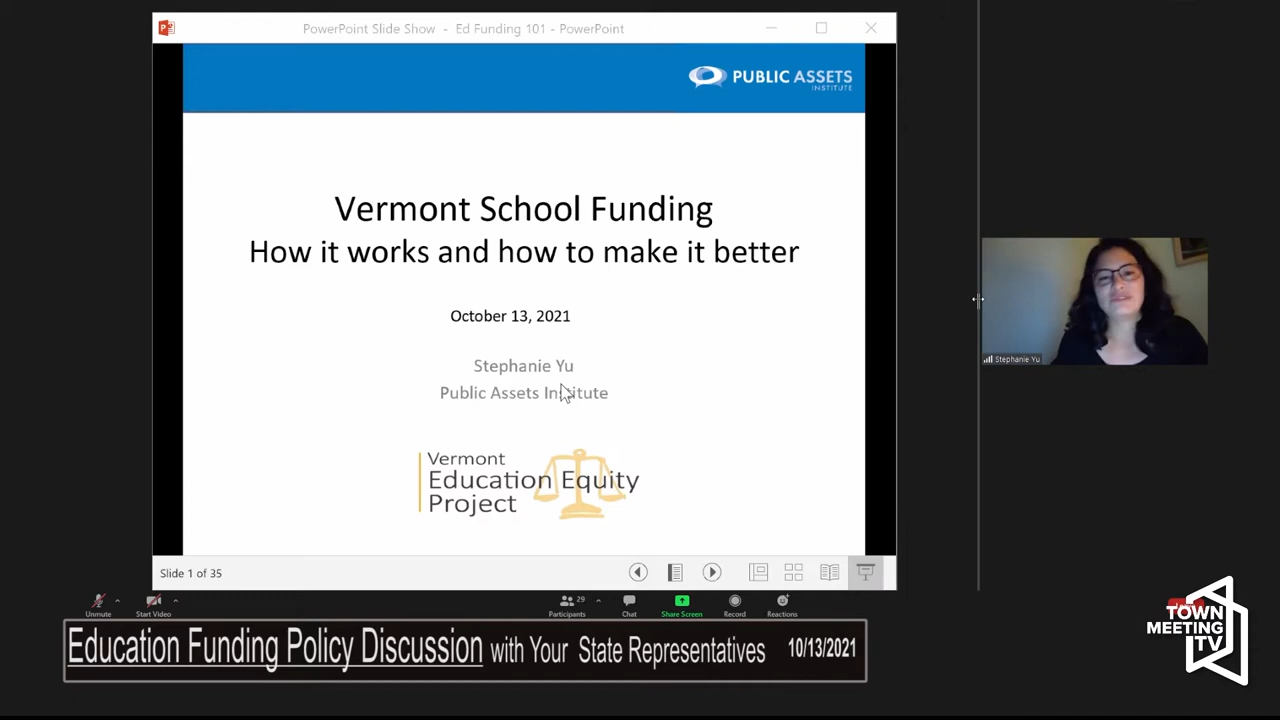 PowerPoint Slide Show - Ed Funding 101 - PowerPoint
PUBLIC ASSETS
INSTITUTE
Vermont School Funding
How it works and how to make it better
October 13, 2021
Stephanie Yu
Public Assets Institute
Vermont
Education Equity
Project
Slide 1 of 35
Stephanie Yu
Unmute
Start Video
29
Participants
Chat
Share Screen
Record
Reactions
Education Funding Policy Discussion with Your State Representatives 10/13/2021
TOWN
MEETING
TV